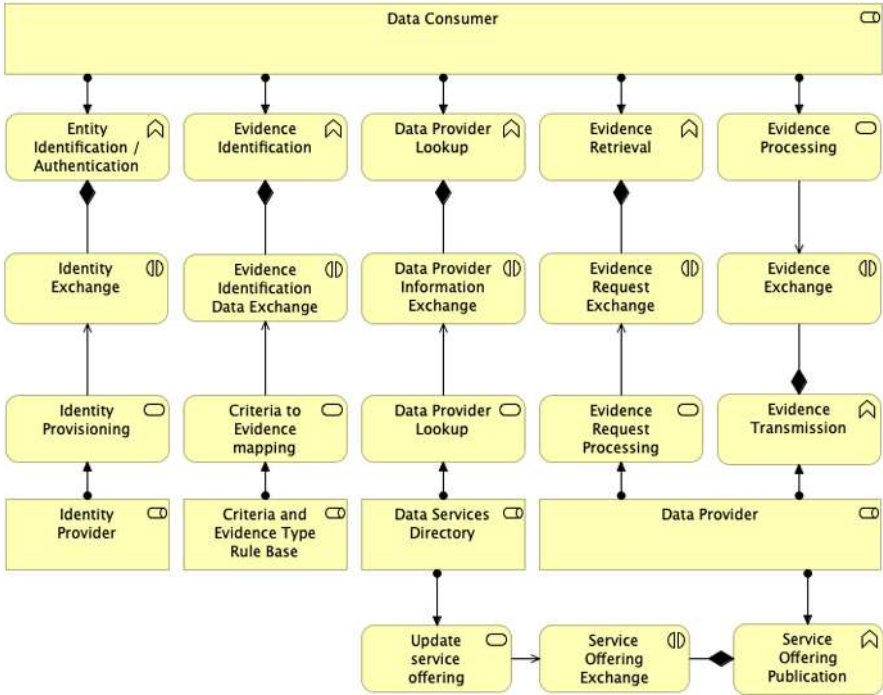 Data Consumer
Entity
Identification /
Authentication
Evidence
Identification
Data Provider
Lookup
Evidence
Retrieval
Evidence
Processing
Identity
Exchange
Evidence
Identification
Data Exchange
Data Provider
Information
Exchange
Evidence
Request
Exchange
Evidence
Exchange
Identity
Provisioning
Criteria to
Evidence
mapping
Data Provider
Lookup
Evidence
Request
Processing
Evidence
Transmission
Identity
Provider
Criteria and
Evidence Type
Rule Base
Data Services
Directory
Data Provider
Update
service
offering
Service
Offering
Exchange
Service
Offering
Publication